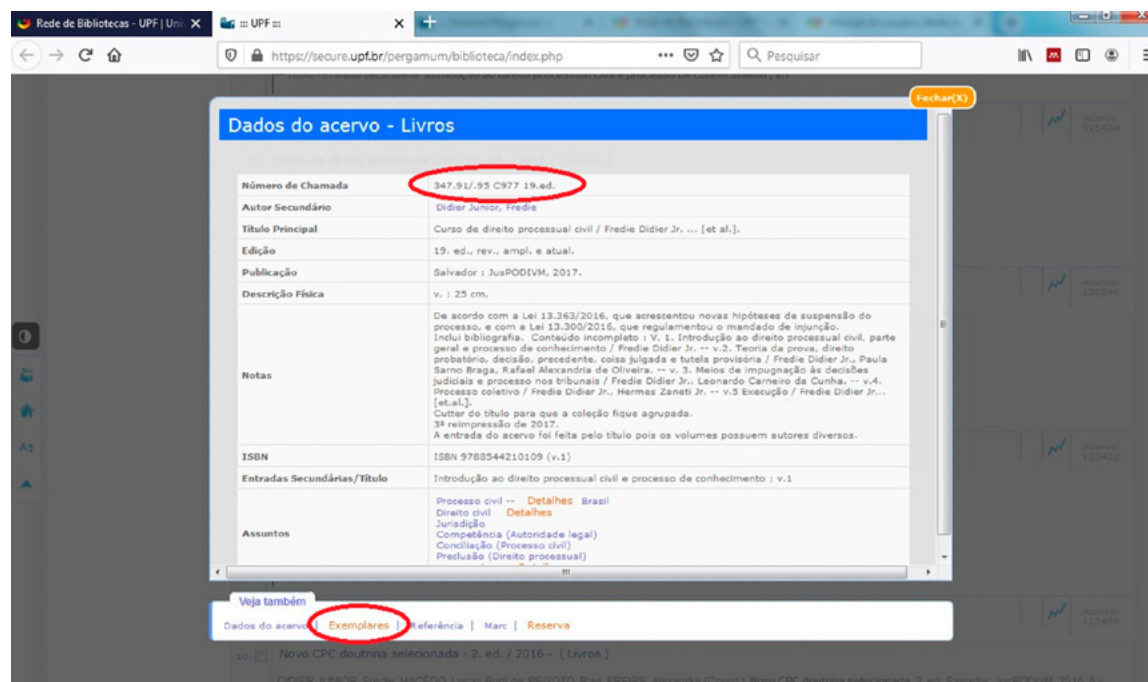 Rede de Bibliotecas - UPF | Uni
::: UPF :::
https://secure.upf.br/pergamum/biblioteca/index.php
Pesquisar
Fechar(X)
Acervo:
115494
Dados do acervo - Livros
Número de Chamada 347.91/.95 C977 19.ed.
Autor Secundário Didier Junior, Fredie
Título Principal Curso de direito processual civil / Fredie Didier Jr. ... [et al.].
Edição 19. ed., rev., ampl. e atual.
Publicação Salvador : JusPODIVM, 2017.
Descrição Física v. ; 25 cm.
Notas
De acordo com a Lei 13.363/2016, que acrescentou novas hipóteses de suspensão do
processo, e com a Lei 13.300/2016, que regulamentou o mandado de injunção.
Inclui bibliografia. Conteúdo incompleto : V. 1. Introdução ao direito processual civil, parte
geral e processo de conhecimento / Fredie Didier Jr. -- v.2. Teoria da prova, direito
probatório, decisão, precedente, coisa julgada e tutela provisória / Fredie Didier Jr., Paula
Sarno Braga, Rafael Alexandria de Oliveira. -- v. 3. Meios de impugnação às decisões
judiciais e processo nos tribunais / Fredie Didier Jr., Leonardo Carneiro da Cunha. -- v.4.
Processo coletivo / Fredie Didier Jr., Hermes Zaneti Jr. -- v.5 Execução / Fredie Didier Jr...
[et.al.].
Cutter do título para que a coleção fique agrupada.
3ª reimpressão de 2017.
A entrada do acervo foi feita pelo título pois os volumes possuem autores diversos.
ISBN ISBN 9788544210109 (v.1)
Entradas Secundárias/Título Introdução ao direito processual civil e processo de conhecimento ; v.1
Assuntos
Processo civil -- Detalhes Brasil
Direito civil Detalhes
Jurisdição
Competência (Autoridade legal)
Conciliação (Processo civil)
Preclusão (Direito processual)
Acervo:
Acervo:
133422
Veja também
Dados do acervo | Exemplares | Referência | Marc | Reserva
Acervo:
115496
10. Novo CPC doutrina selecionada - 2. ed. / 2016 - ( Livros )